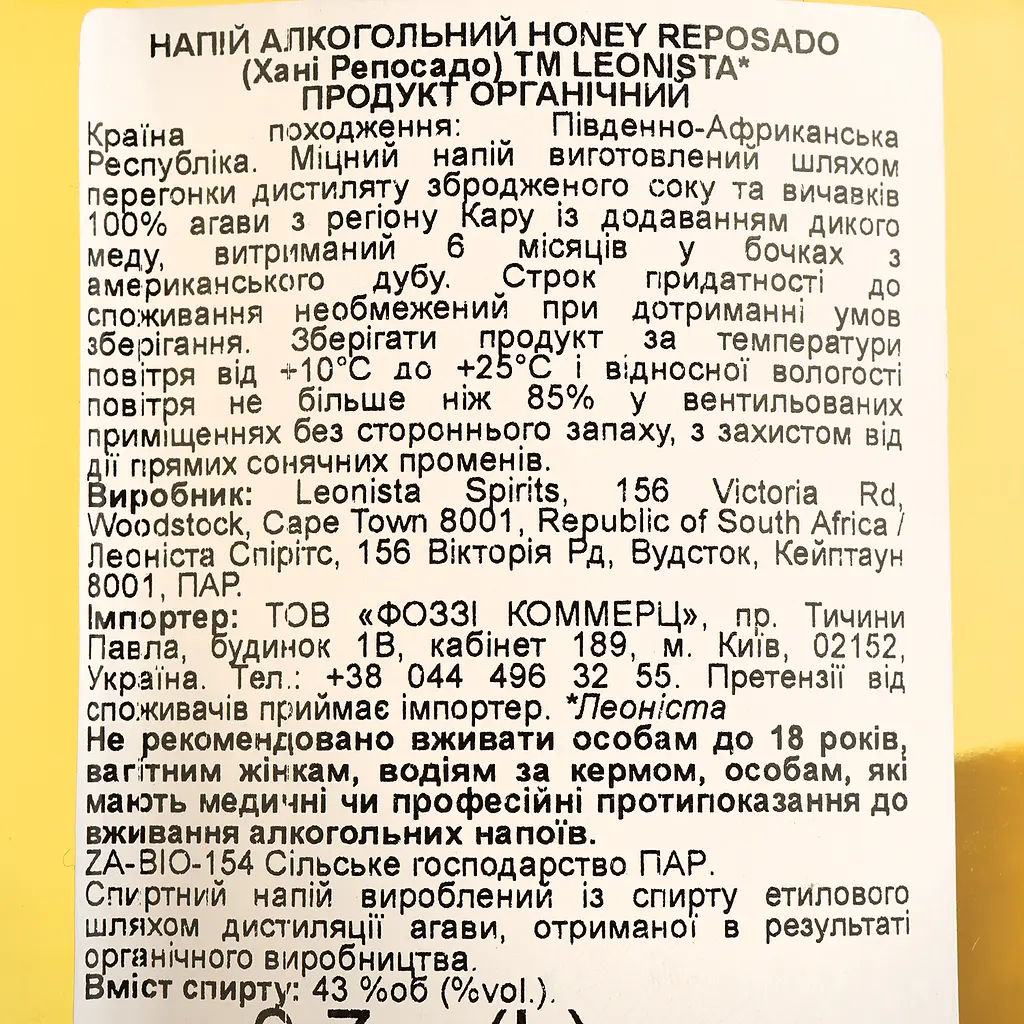 НАПІЙ АЛКОГОЛЬНИЙ HONEY REPOSADO
(Хані Репосадо) ТМ LEONISTA*
ПРОДУКТ ОРГАНІЧНИЙ
Країна походження: Південно-Африканська
Республіка. Міцний напій виготовлений шляхом
перегонки дистиляту збродженого соку та вичавків
100% агави з регіону Кару із додаванням дикого
меду, витриманий 6 місяців у бочках з
американського дубу. Строк придатності до
споживання необмежений при дотриманні умов
зберігання. Зберігати продукт за температури
повітря від +10°C до +25°C і відносної вологості
повітря не більше ніж 85% у вентильованих
приміщеннях без стороннього запаху, з захистом від
дії прямих сонячних променів.
Виробник: Leonista Spirits, 156 Victoria Rd,
Woodstock, Cape Town 8001, Republic of South Africa /
Леоніста Спірітс, 156 Вікторія Рд, Вудсток, Кейптаун
8001, ПАР.
Імпортер: ТОВ «ФОЗЗІ КОММЕРЦ», пр. Тичини
Павла, будинок 1В, кабінет 189, м. Київ, 02152,
Україна. Тел.: +38 044 496 32 55. Претензії від
споживачів приймає імпортер. *Леоніста
Не рекомендовано вживати особам до 18 років,
вагітним жінкам, водіям за кермом, особам, які
мають медичні чи професійні протипоказання до
вживання алкогольних напоїв.
ZA-BIO-154 Сільське господарство ПАР.
Спиртний напій вироблений із спирту етилового
шляхом дистиляції агави, отриманої в результаті
органічного виробництва.
Вміст спирту: 43 %об (%vol.).